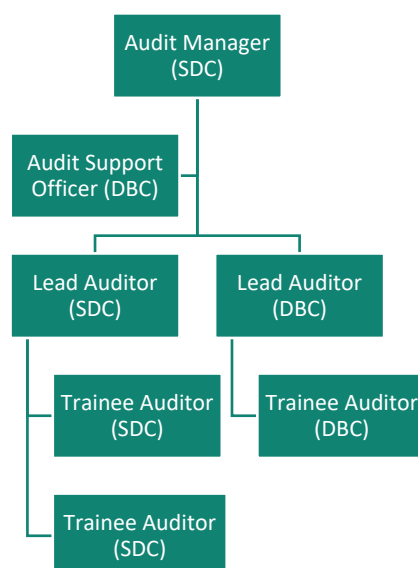 Audit Manager
(SDC)
Audit Support
Officer (DBC)
Lead Auditor
(SDC)
Lead Auditor
(DBC)
Trainee Auditor
(SDC)
Trainee Auditor
(DBC)
Trainee Auditor
(SDC)